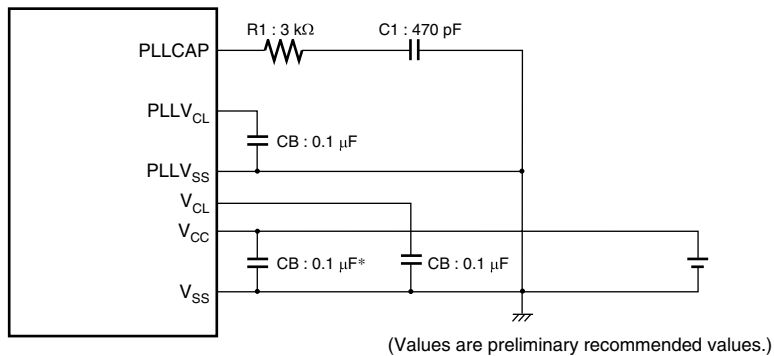 R1 : 3 kΩ
C1 : 470 pF
PLLCAP
PLLVCL
CB : 0.1 μF
PLLVSS
VCL
VCC
CB : 0.1 μF*
CB : 0.1 μF
VSS
(Values are preliminary recommended values.)